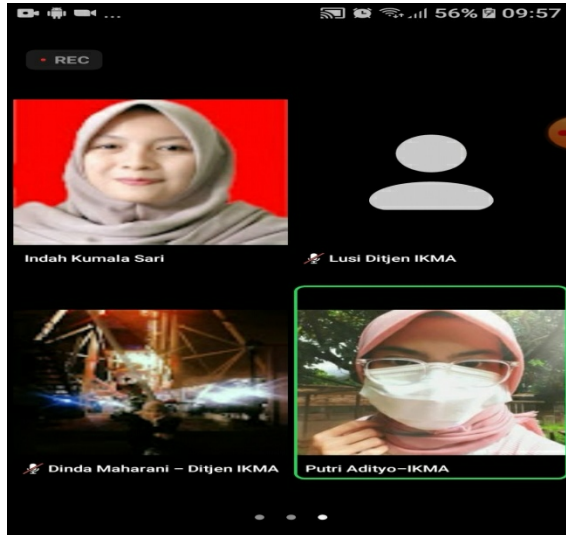 ... 56% 09:57
REC
Indah Kumala Sari
Lusi Ditjen IKMA
Dinda Maharani – Ditjen IKMA
Putri Adityo–IKMA